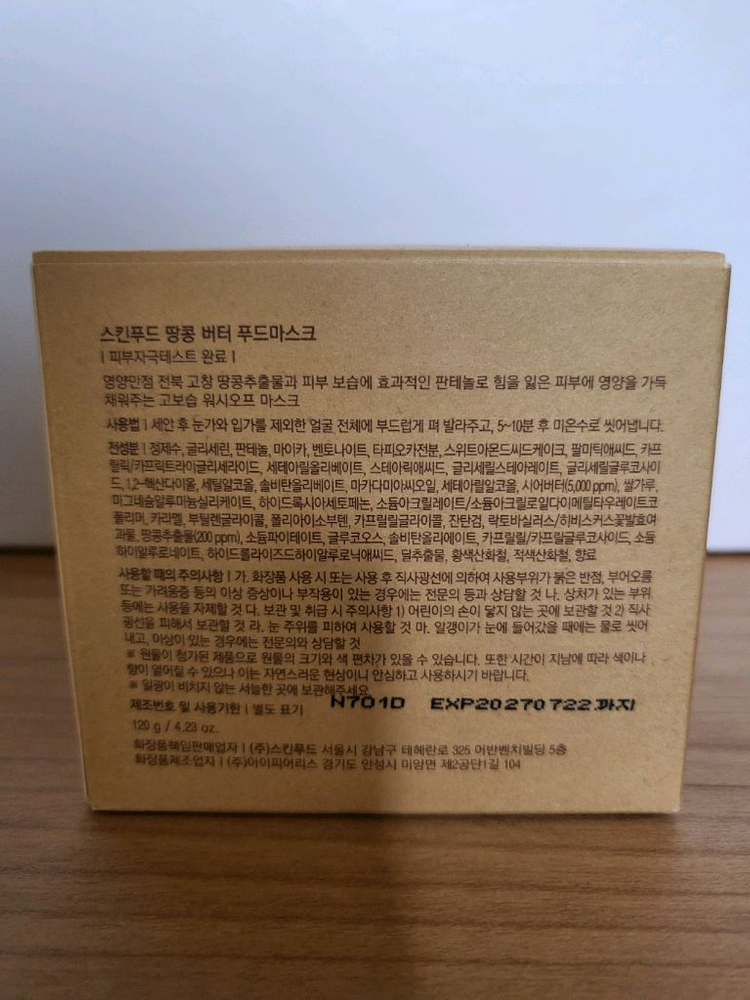 스킨푸드 땅콩 버터 푸드마스크
| 피부자극테스트 완료 |
영양만점 전북 고창 땅콩추출물과 피부 보습에 효과적인 판테놀로 힘을 잃은 피부에 영양을 가득
채워주는 고보습 워시오프 마스크
사용법 | 세안 후 눈가와 입가를 제외한 얼굴 전체에 부드럽게 펴 발라주고, 5~10분 후 미온수로 씻어냅니다.
전성분 | 정제수, 글리세린, 판테놀, 마이카, 벤토나이트, 타피오카전분, 스위트아몬드씨드케이크, 팔미틱애씨드, 카프
릴릭/카프릭트라이글리세라이드, 세테아릴올리베이트, 스테아릭애씨드, 글리세릴스테아레이트, 글리세릴글루코사이
드, 1,2-헥산다이올, 세틸알코올, 솔비탄올리베이트, 마카다미아씨오일, 세테아릴알코올, 시어버터(5,000 ppm), 쌀가루,
마그네슘알루미늄실리케이트, 하이드록시아세토페논, 소듐아크릴레이트/소듐아크릴로일다이메틸타우레이트코
폴리머, 카라멜, 부틸렌글라이콜, 폴리아이소부텐, 카프릴릴글라이콜, 잔탄검, 락토바실러스/히비스커스꽃발효여
과물, 땅콩추출물(200 ppm), 소듐파이테이트, 글루코오스, 솔비탄올리에이트, 카프릴릴/카프릴글루코사이드, 소듐
하이알루로네이트, 하이드롤라이즈드하이알루로닉애씨드, 딜추출물, 황색산화철, 적색산화철, 향료
사용할 때의 주의사항 | 가. 화장품 사용 시 또는 사용 후 직사광선에 의하여 사용부위가 붉은 반점, 부어오름
또는 가려움증 등의 이상 증상이나 부작용이 있는 경우에는 전문의 등과 상담할 것 나. 상처가 있는 부위
등에는 사용을 자제할 것 다. 보관 및 취급 시 주의사항 1) 어린이의 손이 닿지 않는 곳에 보관할 것 2) 직사
광선을 피해서 보관할 것 라. 눈 주위를 피하여 사용할 것 마. 알갱이가 눈에 들어갔을 때에는 물로 씻어
내고, 이상이 있는 경우에는 전문의와 상담할 것
※ 원물이 첨가된 제품으로 원물의 크기와 색 편차가 있을 수 있습니다. 또한 시간이 지남에 따라 색이나
향이 옅어질 수 있으나 이는 자연스러운 현상이니 안심하고 사용하시기 바랍니다.
※ 일광이 비치지 않는 서늘한 곳에 보관해주세요.
제조번호 및 사용기한 | 별도 표기 N701D EXP20270722까지
120 g / 4.23 oz.
화장품책임판매업자 | (주)스킨푸드 서울시 강남구 테헤란로 325 어반벤치빌딩 5층
화장품제조업자 | (주)아이피어리스 경기도 안성시 미양면 제2공단1길 104